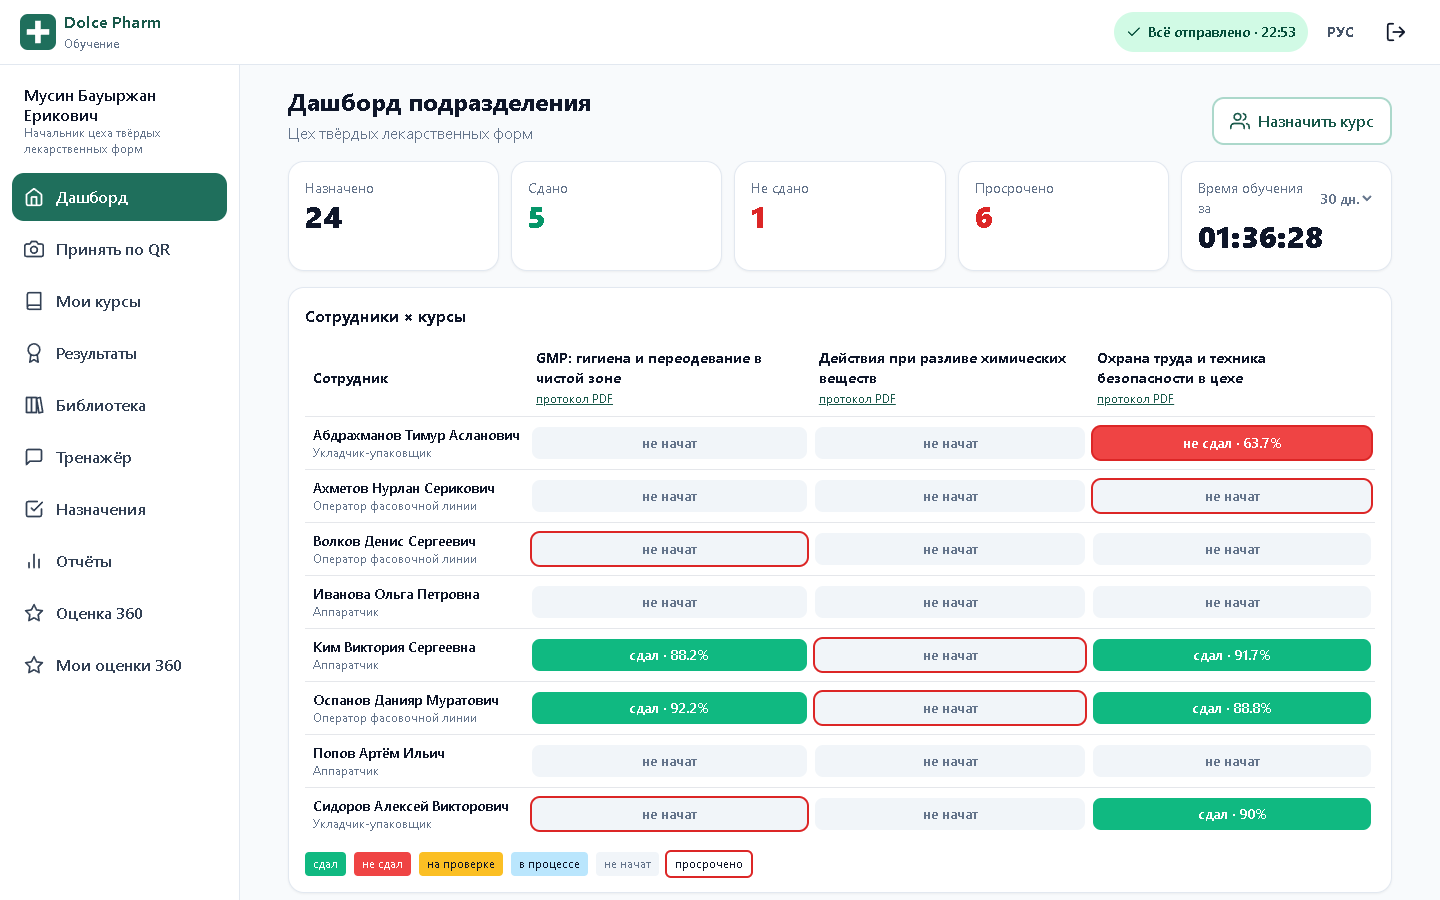 Dolce Pharm
Обучение
Всё отправлено · 22:53
РУС
Мусин Бауыржан
Ерикович
Начальник цеха твёрдых
лекарственных форм
Дашборд
Принять по QR
Мои курсы
Результаты
Библиотека
Тренажёр
Назначения
Отчёты
Оценка 360
Мои оценки 360
Дашборд подразделения
Цех твёрдых лекарственных форм
Назначить курс
Назначено
24
Сдано
5
Не сдано
1
Просрочено
6
Время обучения
за
30 дн.
01:36:28
Сотрудники × курсы
Сотрудник
GMP: гигиена и переодевание в
чистой зоне
протокол PDF
Действия при разливе химических
веществ
протокол PDF
Охрана труда и техника
безопасности в цехе
протокол PDF
Абдрахманов Тимур Асланович
Укладчик-упаковщик
не начат
не начат
не сдал · 63.7%
Ахметов Нурлан Серикович
Оператор фасовочной линии
не начат
не начат
не начат
Волков Денис Сергеевич
Оператор фасовочной линии
не начат
не начат
не начат
Иванова Ольга Петровна
Аппаратчик
не начат
не начат
не начат
Ким Виктория Сергеевна
Аппаратчик
сдал · 88.2%
не начат
сдал · 91.7%
Оспанов Данияр Муратович
Оператор фасовочной линии
сдал · 92.2%
не начат
сдал · 88.8%
Попов Артём Ильич
Аппаратчик
не начат
не начат
не начат
Сидоров Алексей Викторович
Укладчик-упаковщик
не начат
не начат
сдал · 90%
сдал
не сдал
на проверке
в процессе
не начат
просрочено